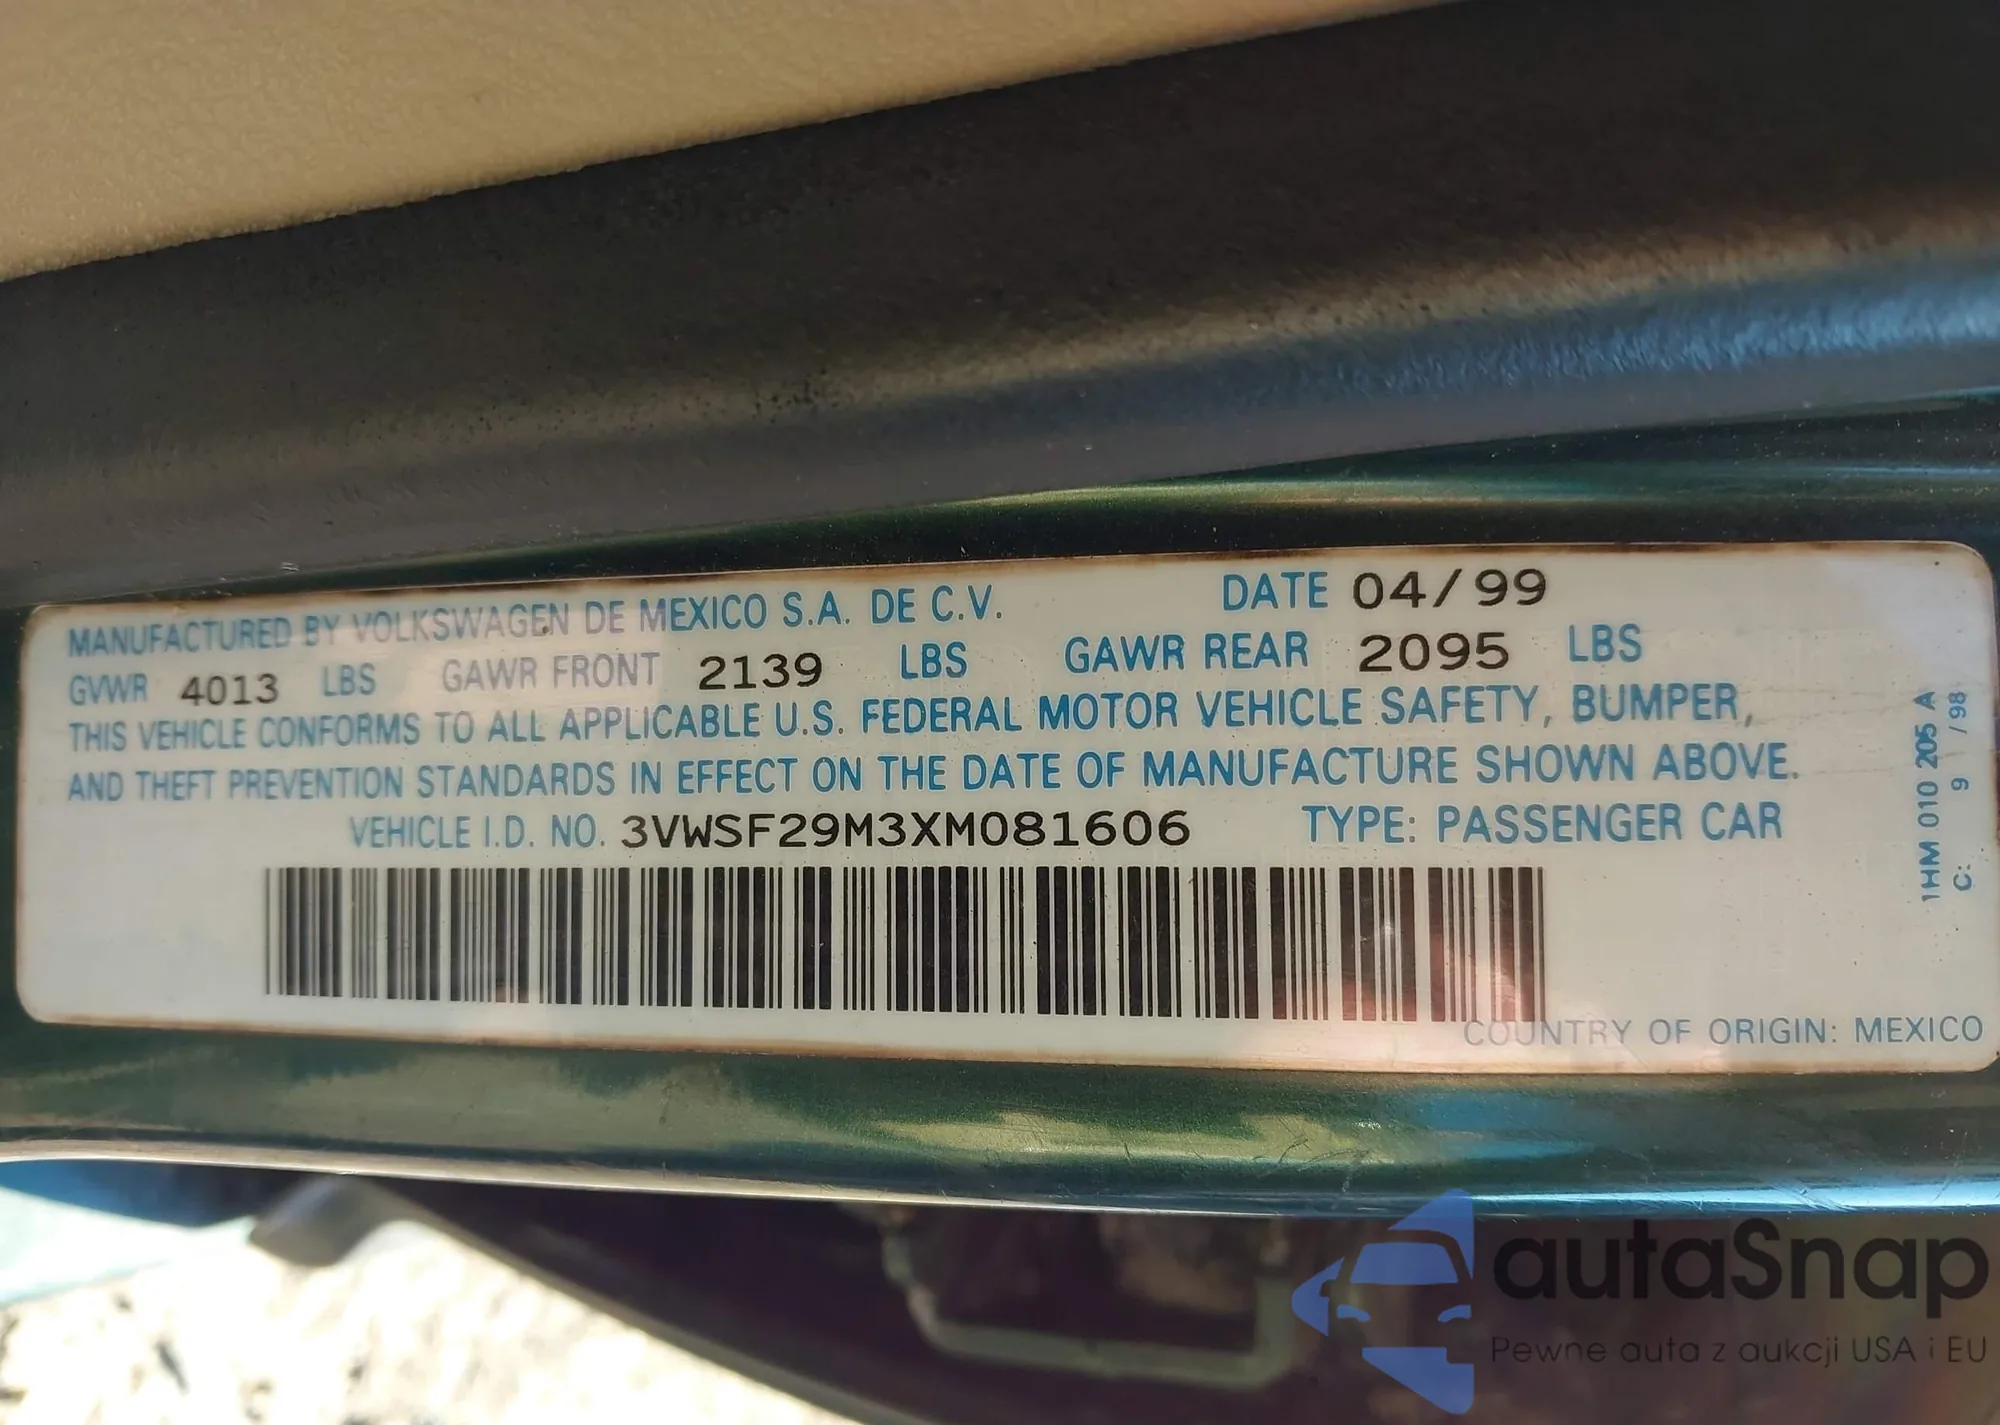 MANUFACTURED BY VOLKSWAGEN DE MEXICO S.A. DE C.V. DATE 04/99
GVWR 4013 LBS GAWR FRONT 2139 LBS GAWR REAR 2095 LBS
THIS VEHICLE CONFORMS TO ALL APPLICABLE U.S. FEDERAL MOTOR VEHICLE SAFETY, BUMPER,
AND THEFT PREVENTION STANDARDS IN EFFECT ON THE DATE OF MANUFACTURE SHOWN ABOVE.
VEHICLE I.D. NO. 3VWSF29M3XM081606 TYPE: PASSENGER CAR
COUNTRY OF ORIGIN: MEXICO
1HM 010 205 A
C: 9 /98
autaSnap
Pewne auta z aukcji USA i EU